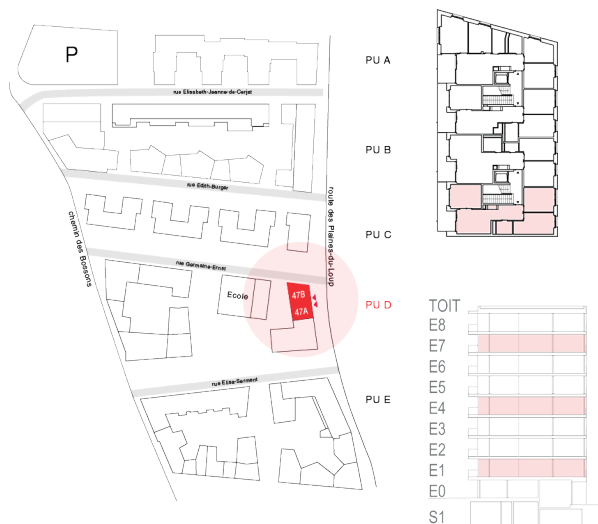 P
PU A
rue Elisabeth-Jeanne-de-Cerjat
PU B
rue Edith-Burger
route des Plaines-du-Loup
chemin des Bossons
PU C
rue Germaine-Ernst
Ecole
47B
47A
PU D
rue Elise-Serment
PU E
TOIT
E8
E7
E6
E5
E4
E3
E2
E1
E0
S1